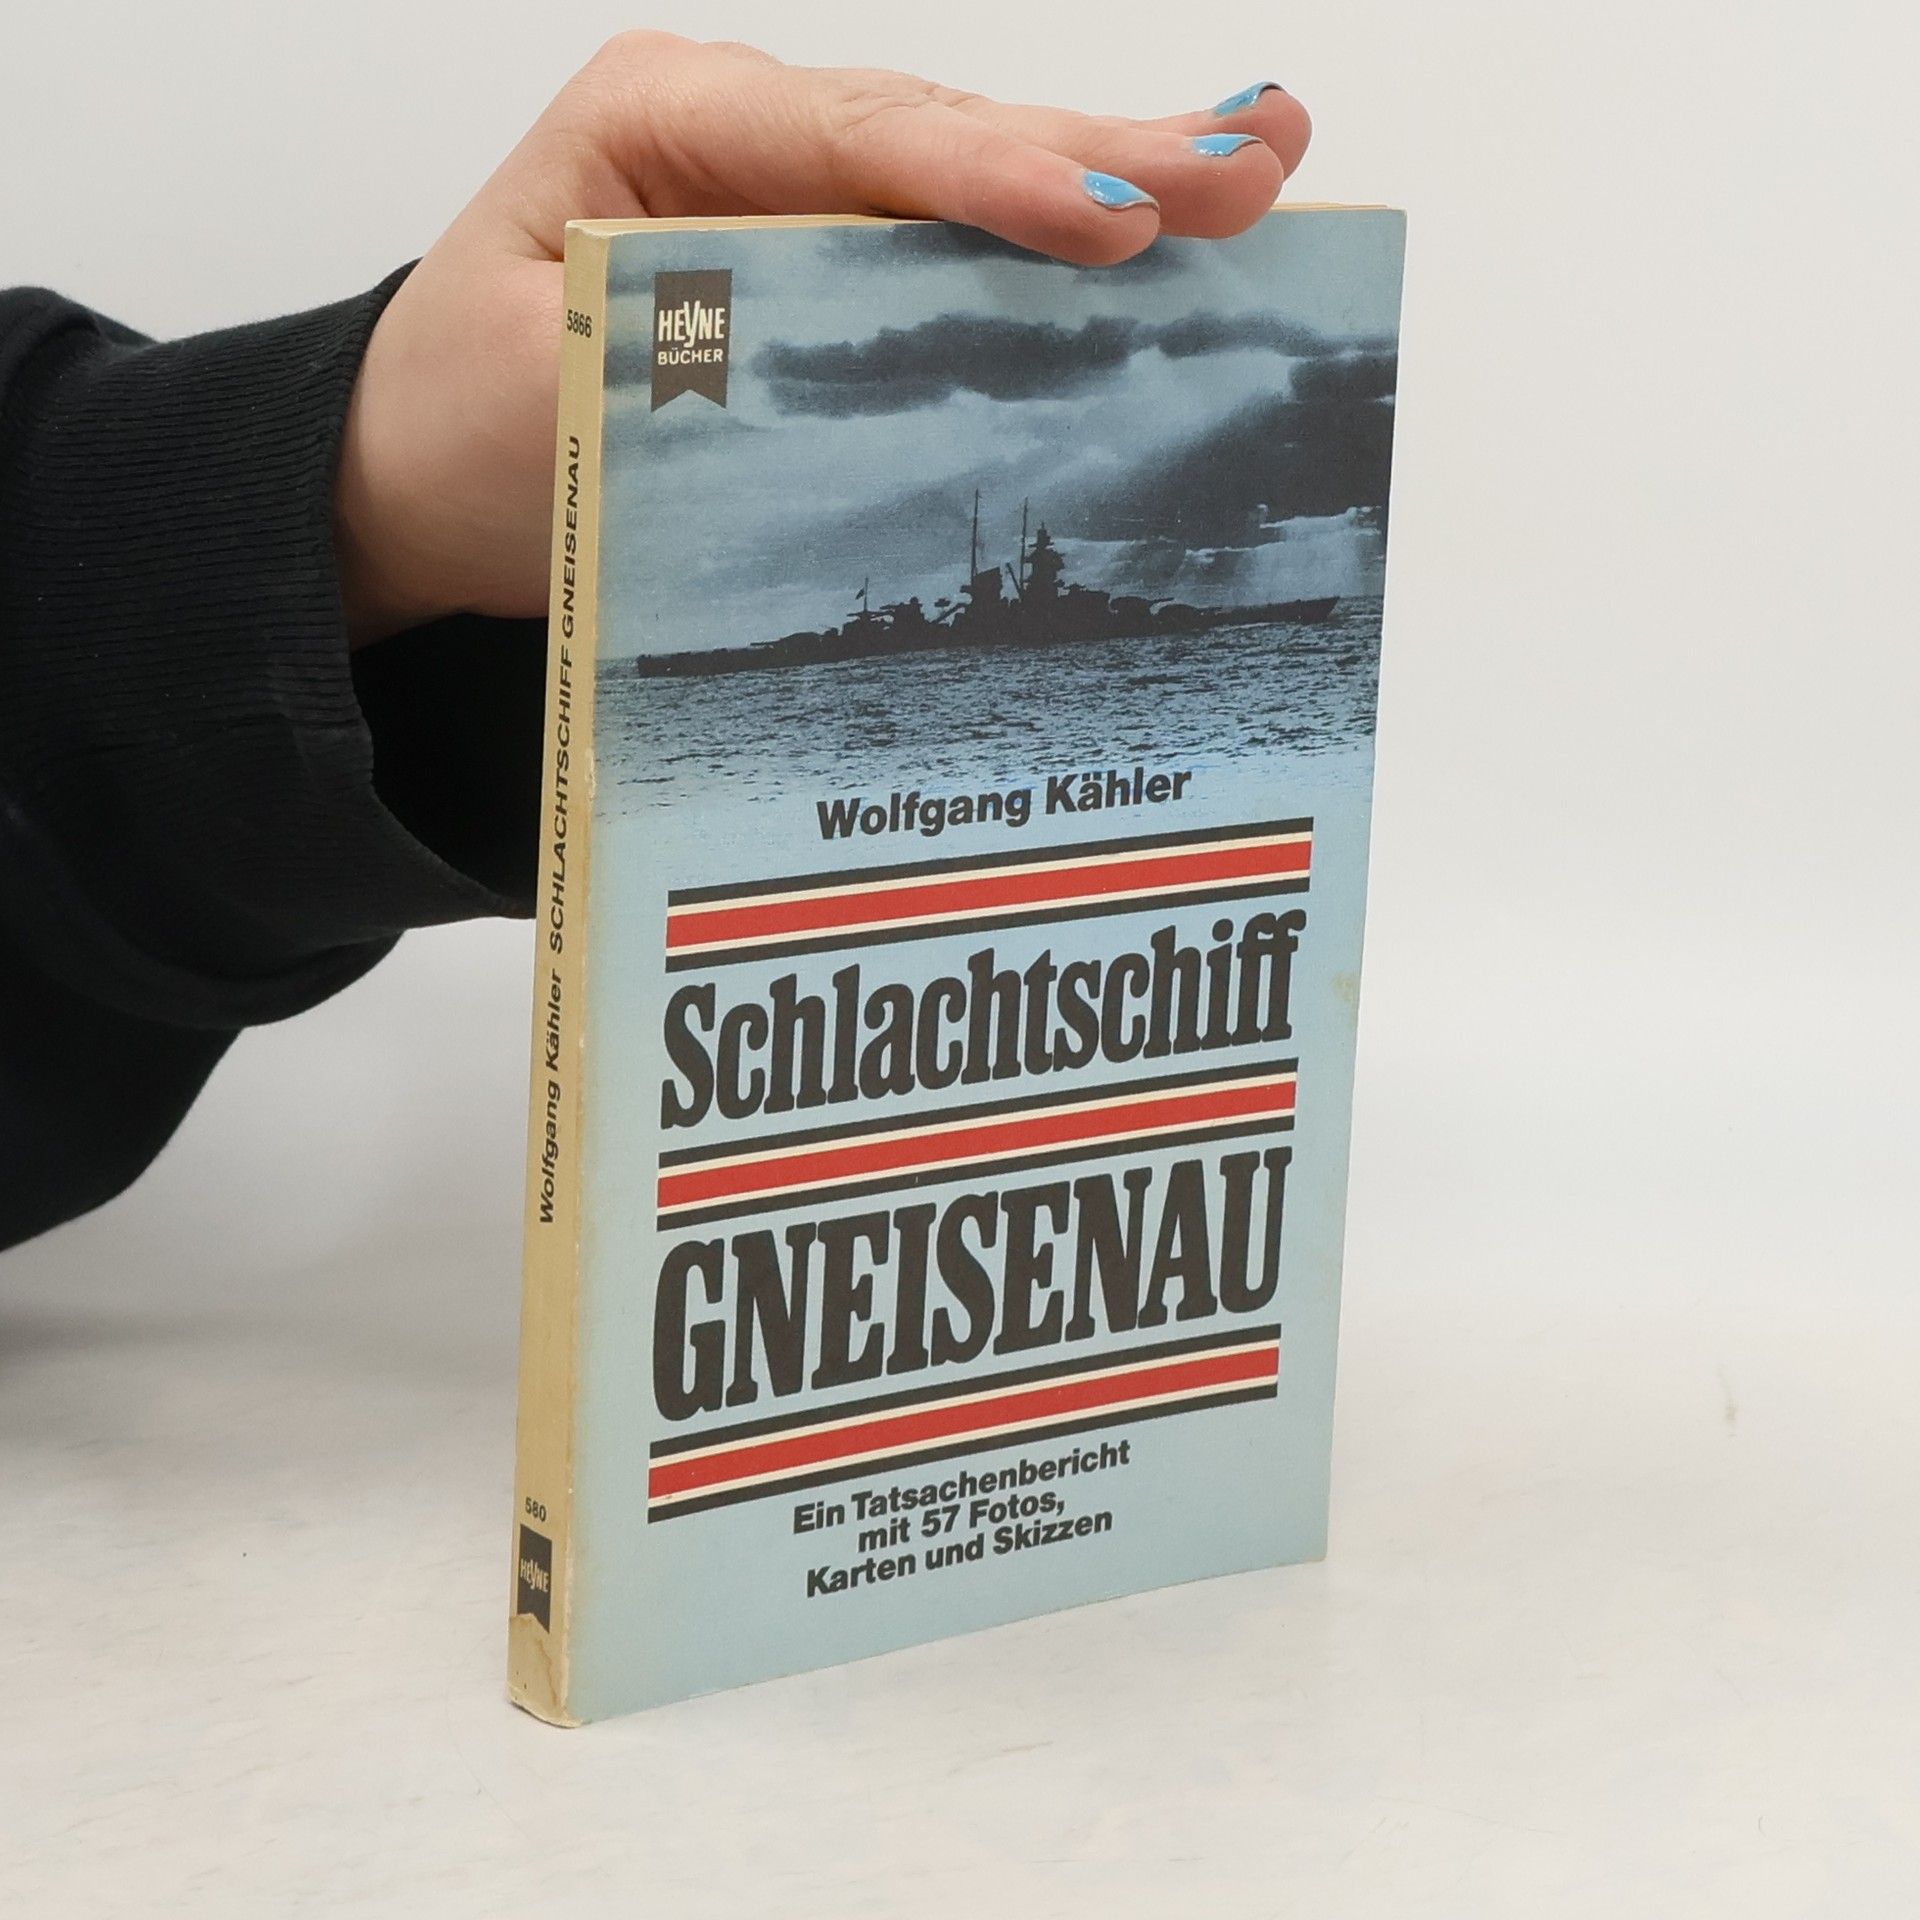 HEYNE
BÜCHER
Wolfgang Kähler
Schlachtschiff
GNEISENAU
Ein Tatsachenbericht
mit 57 Fotos,
Karten und Skizzen
5866
Wolfgang Kähler SCHLACHTSCHIFF GNEISENAU
580
HEYNE